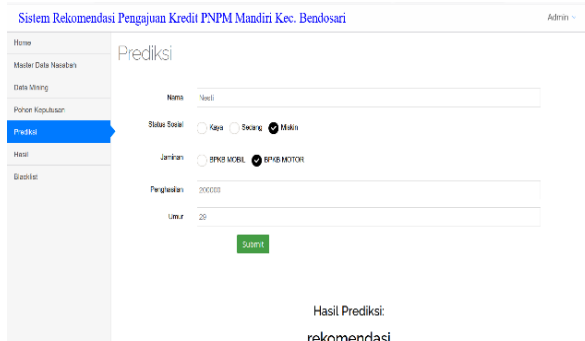 Sistem Rekomendasi Pengajuan Kredit PNPM Mandiri Kec. Bendosari
Admin
Home
Master Data Nasabah
Data Mining
Pohon Keputusan
Prediksi
Hasil
Blacklist
Prediksi
Nama
Status Sosial Kaya Sedang Miskin
Jaminan BPKB MOBIL BPKB MOTOR
Penghasilan 200000
Umur 29
Submit
Hasil Prediksi:
rekomendasi